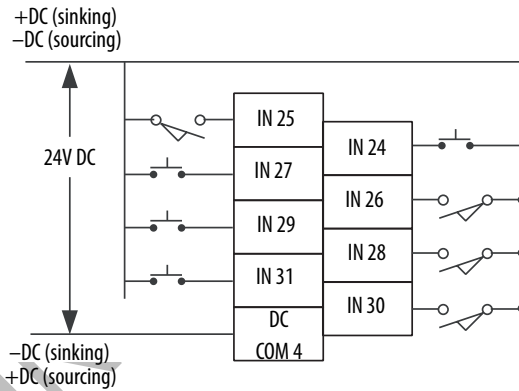 +DC (sinking)
−DC (sourcing)
24V DC
IN 25
IN 27
IN 29
IN 31
DC
COM 4
IN 24
IN 26
IN 28
IN 30
−DC (sinking)
+DC (sourcing)